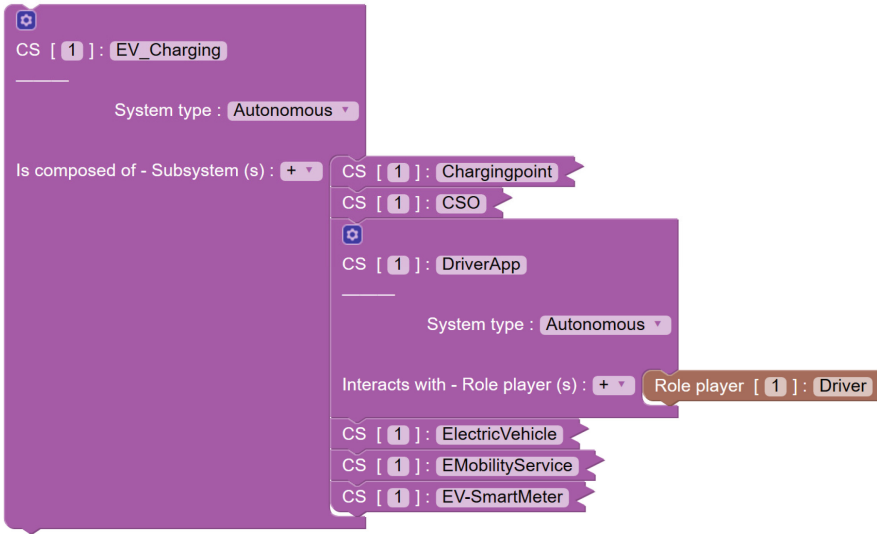 CS [ 1 ] : EV_Charging
System type : Autonomous
Is composed of - Subsystem (s) : +
CS [ 1 ] : Chargingpoint
CS [ 1 ] : CSO
CS [ 1 ] : DriverApp
System type : Autonomous
Interacts with - Role player (s) : +
Role player [ 1 ] : Driver
CS [ 1 ] : ElectricVehicle
CS [ 1 ] : EMobilityService
CS [ 1 ] : EV-SmartMeter